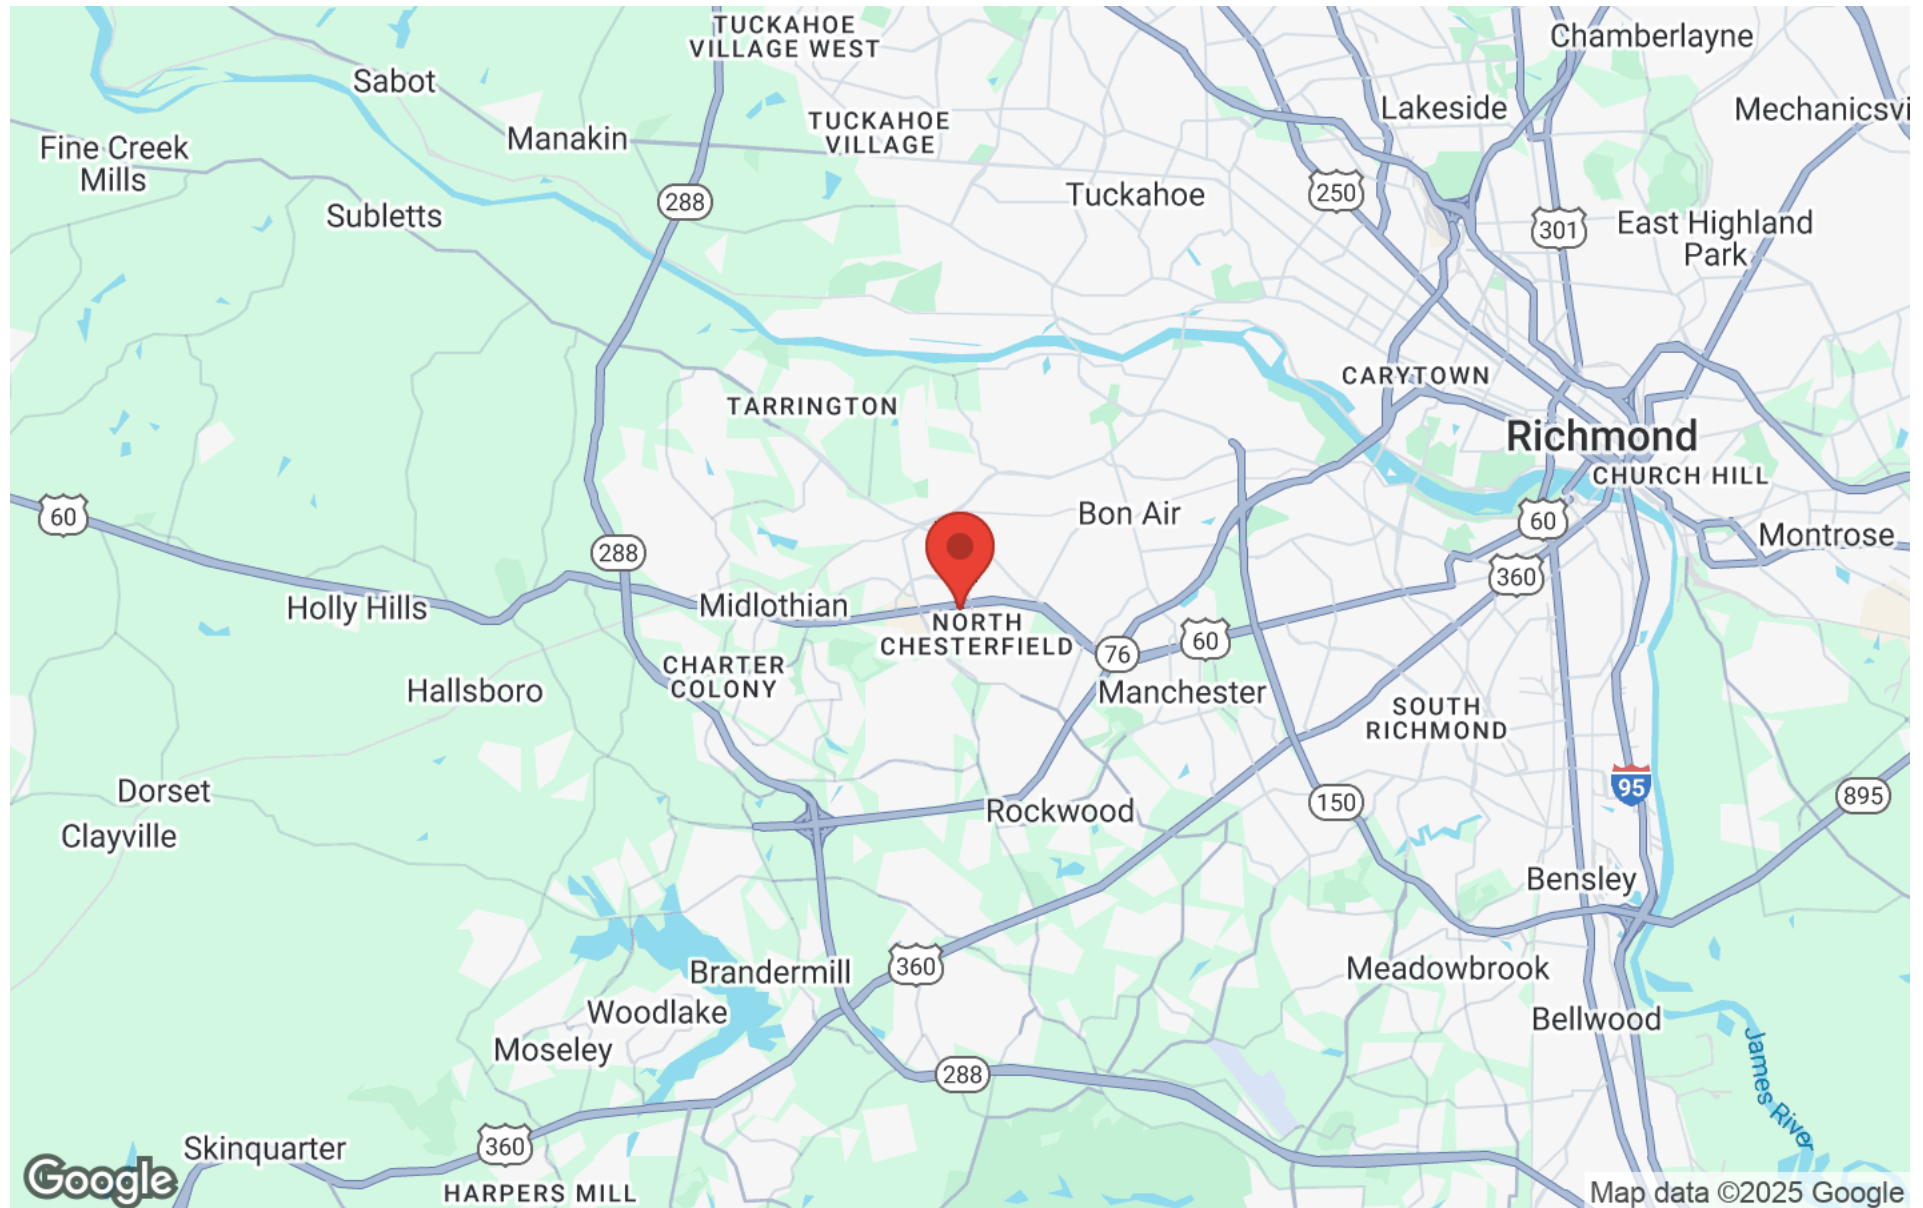 TUCKAHOE
VILLAGE WEST
Chamberlayne
Sabot
Lakeside
Mechanicsvi
TUCKAHOE
VILLAGE
Manakin
Fine Creek
Mills
Tuckahoe
250
288
Subletts
301
East Highland
Park
CARYTOWN
TARRINGTON
Richmond
CHURCH HILL
60
Bon Air
60
Montrose
288
360
Midlothian
Holly Hills
NORTH
CHESTERFIELD
60
76
CHARTER
COLONY
Hallsboro
Manchester
SOUTH
RICHMOND
Dorset
95
895
150
Rockwood
Clayville
Bensley
360
Brandermill
Meadowbrook
Woodlake
Bellwood
Moseley
288
James River
Skinquarter
360
Google
HARPERS MILL
Map data ©2025 Google